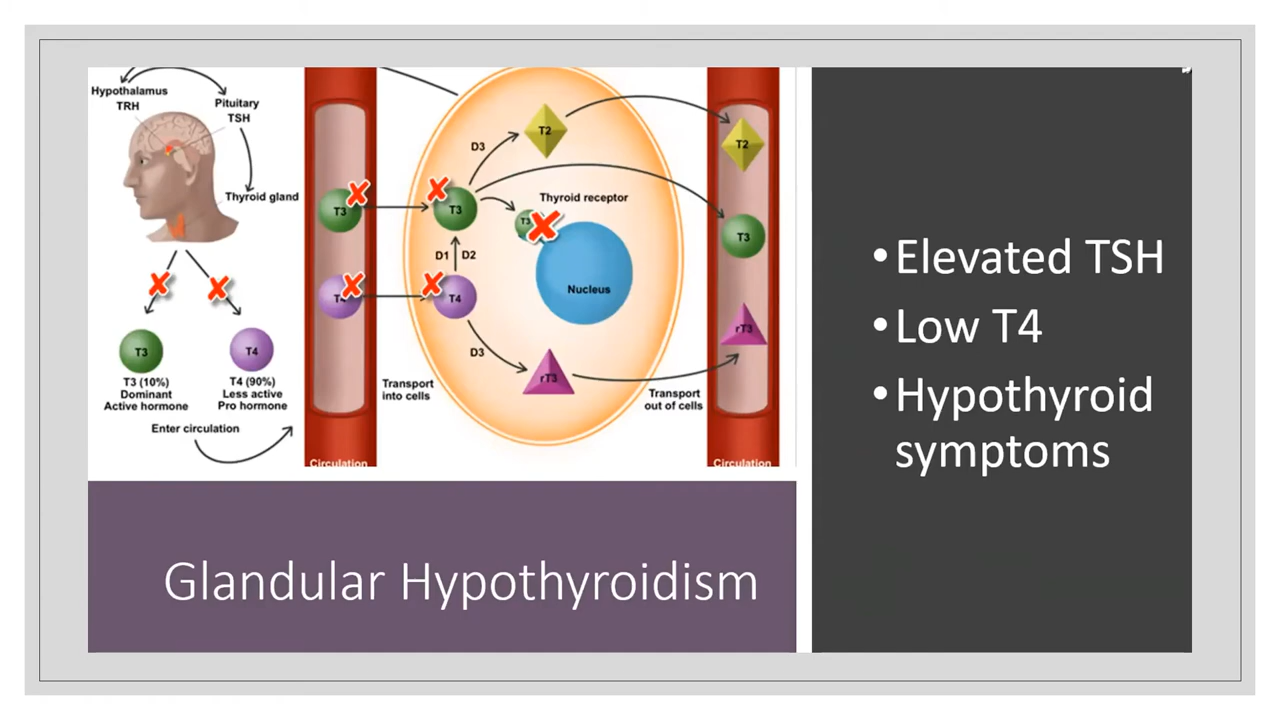 Hypothalamus
TRH
Pituitary
TSH
Thyroid gland
T3
T4
T3 (10%)
Dominant
Active hormone
T4 (90%)
Less active
Pro hormone
Enter circulation
T3
T4
Circulation
Transport
into cells
T2
D3
T3
Thyroid receptor
T3
D1
D2
Nucleus
T4
D3
rT3
Transport
out of cells
T2
T3
rT3
Circulation
Glandular Hypothyroidism
•Elevated TSH
•Low T4
•Hypothyroid
symptoms